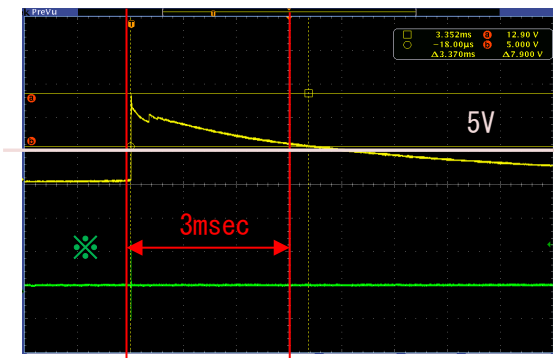 PreVu
T
T
3.352ms a 12.90 V
−18.00µs b 5.000 V
Δ3.370ms Δ7.900 V
a
5V
b
3msec
※